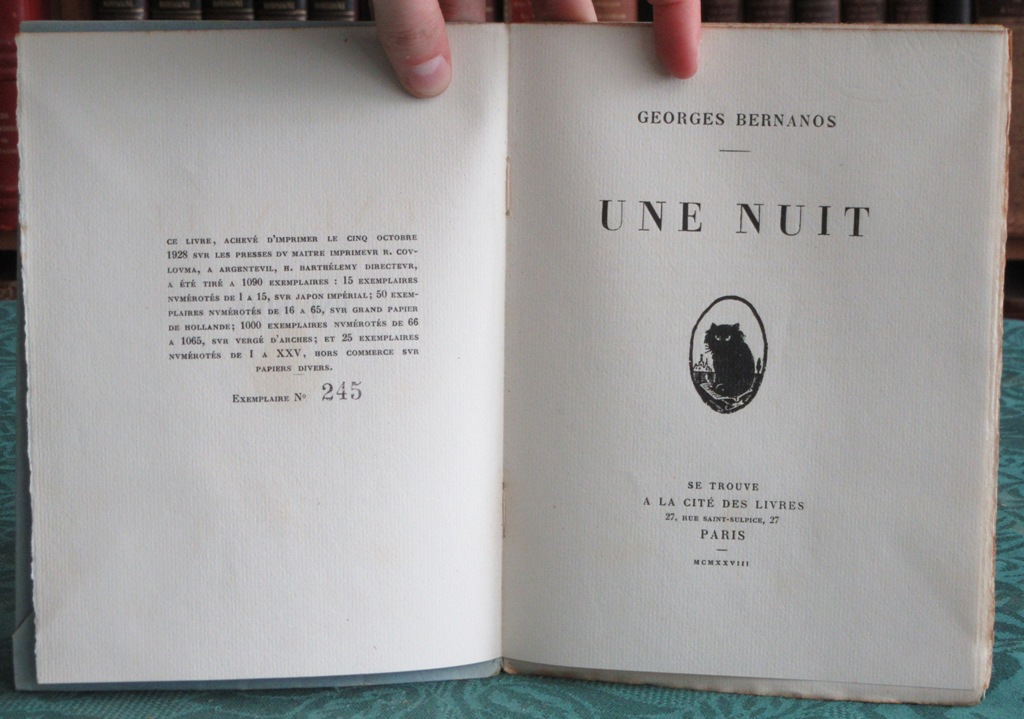 CE LIVRE, ACHEVÉ D'IMPRIMER LE CINQ OCTOBRE
1928 SVR LES PRESSES DV MAITRE IMPRIMEVR R. COV-
LOVMA, A ARGENTEVIL, H. BARTHÉLEMY DIRECTEVR,
A ÉTÉ TIRÉ A 1090 EXEMPLAIRES : 15 EXEMPLAIRES
NVMÉROTÉS DE 1 A 15, SVR JAPON IMPÉRIAL; 50 EXEM-
PLAIRES NVMÉROTÉS DE 16 A 65, SVR GRAND PAPIER
DE HOLLANDE; 1000 EXEMPLAIRES NVMÉROTÉS DE 66
A 1065, SVR VERGÉ D'ARCHES; ET 25 EXEMPLAIRES
NVMÉROTÉS DE I A XXV, HORS COMMERCE SVR
PAPIERS DIVERS.
EXEMPLAIRE Nº 245
GEORGES BERNANOS
UNE NUIT
SE TROUVE
A LA CITÉ DES LIVRES
27, RUE SAINT-SULPICE, 27
PARIS
MCMXXVIII